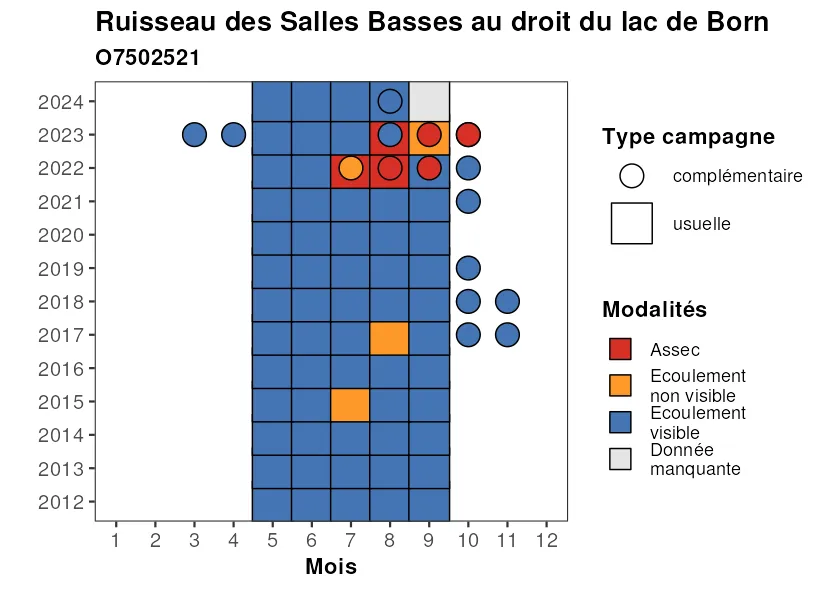 Ruisseau des Salles Basses au droit du lac de Born
O7502521
2024
2023
2022
2021
2020
2019
2018
2017
2016
2015
2014
2013
2012
1 2 3 4 5 6 7 8 9 10 11 12
Mois
Type campagne
complémentaire
usuelle
Modalités
Assec
Ecoulement
non visible
Ecoulement
visible
Donnée
manquante